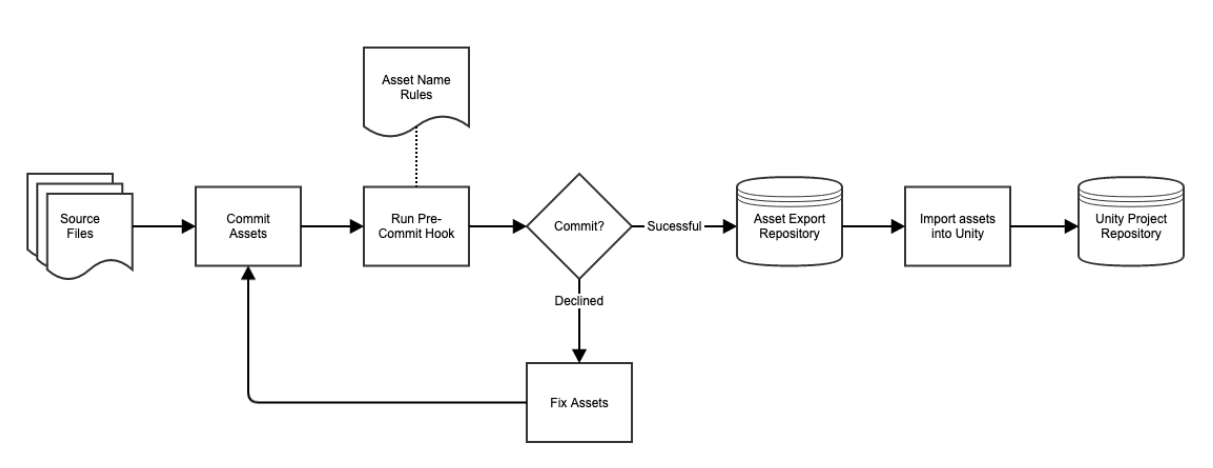 Asset Name
Rules
Source
Files
Commit
Assets
Run Pre-
Commit Hook
Commit?
Sucessful
Asset Export
Repository
Import assets
into Unity
Unity Project
Repository
Declined
Fix Assets